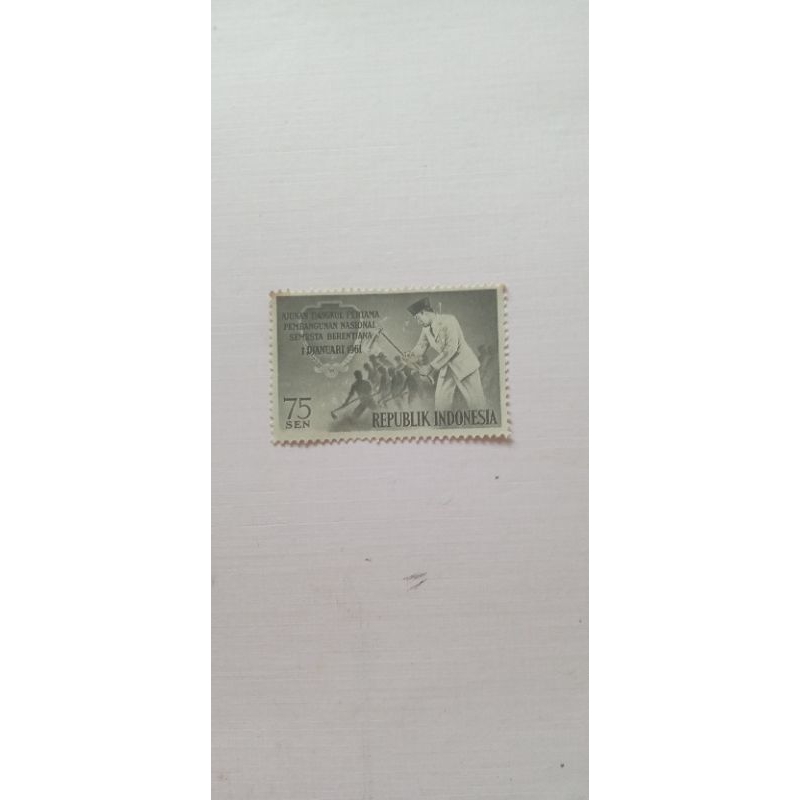 AJUNAN TJANGKUL PERTAMA
PEMBANGUNAN NASIONAL
SEMESTA BERENTJANA
1 DJANUARI 1961
75
SEN
REPUBLIK INDONESIA